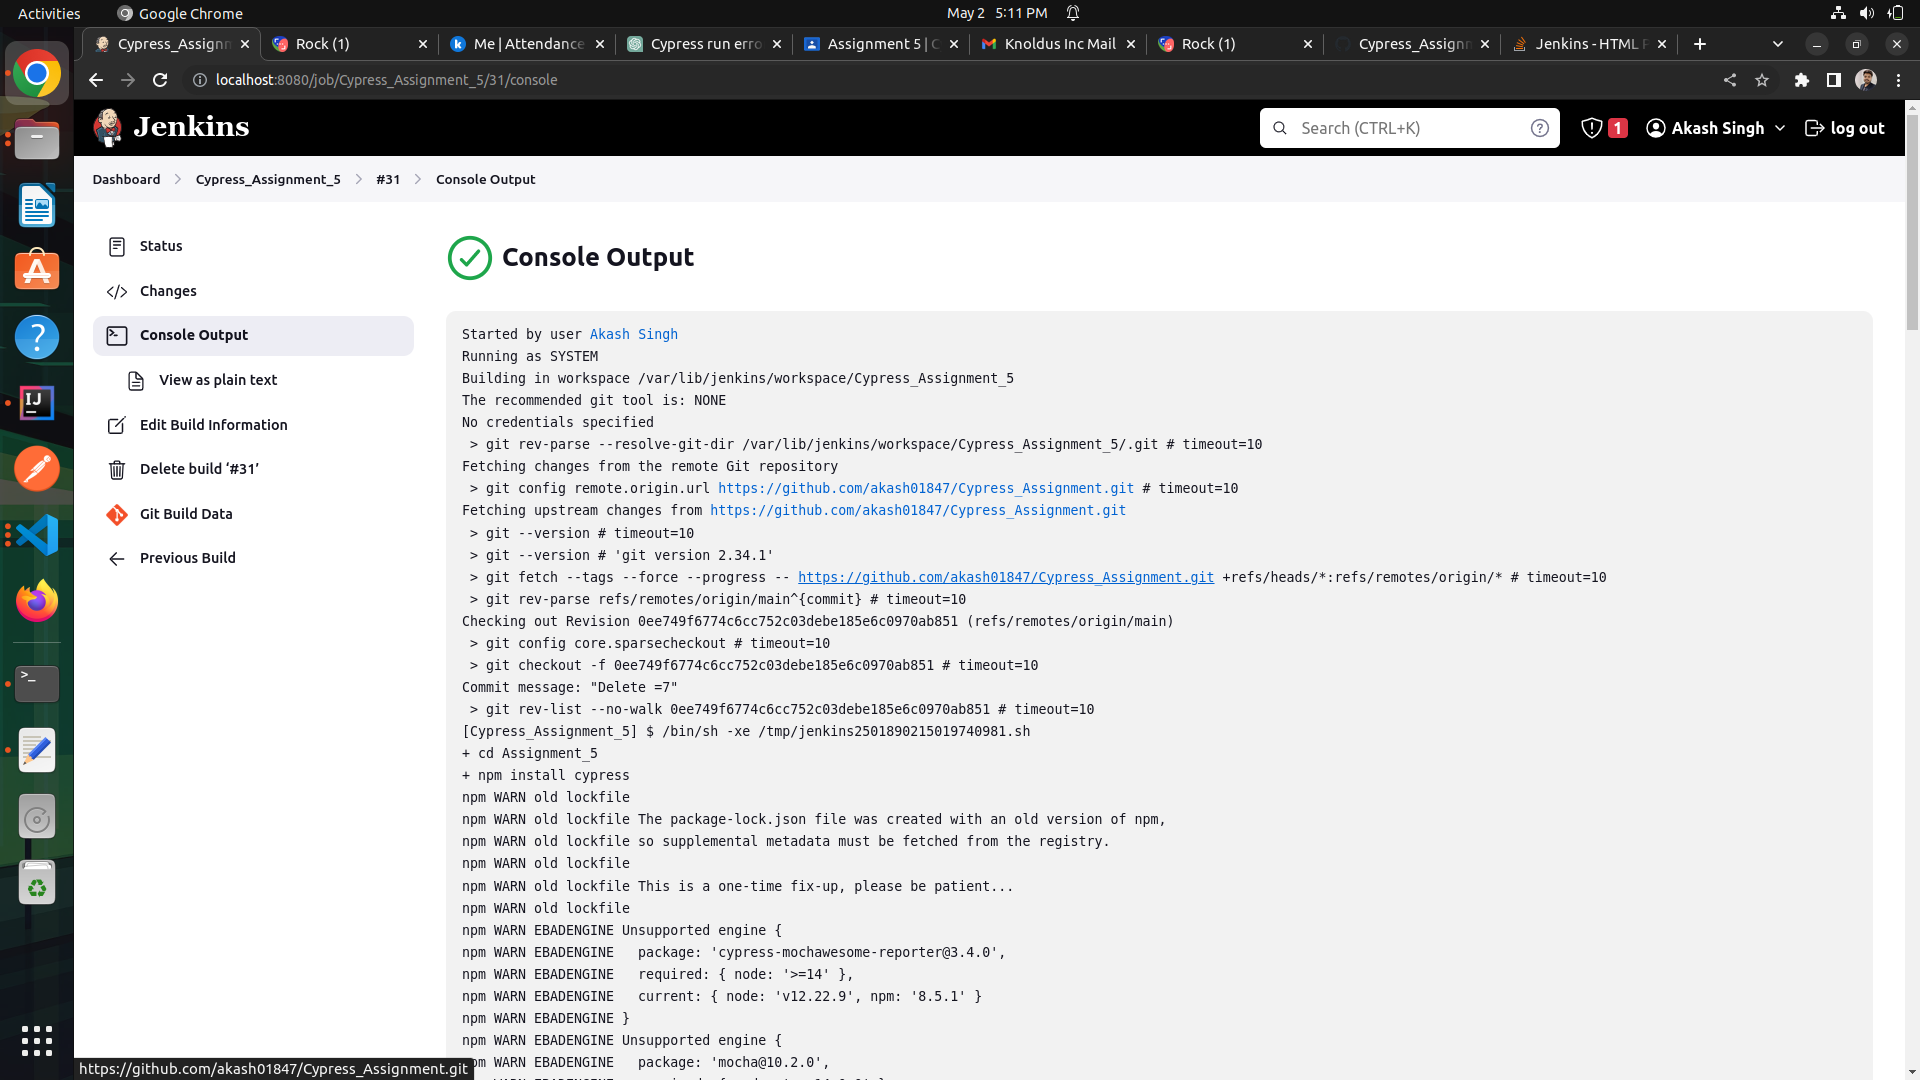 Activities
Google Chrome
May 2 5:11 PM
Cypress_Assignm
Rock (1)
Me | Attendance
Cypress run erro
Assignment 5 | C
Knoldus Inc Mail
Rock (1)
Cypress_Assignm
Jenkins - HTML P
localhost:8080/job/Cypress_Assignment_5/31/console
Jenkins
Search (CTRL+K)
1
Akash Singh
log out
Dashboard
Cypress_Assignment_5
#31
Console Output
Status
Changes
Console Output
View as plain text
Edit Build Information
Delete build ‘#31’
Git Build Data
Previous Build
Console Output
Started by user Akash Singh
Running as SYSTEM
Building in workspace /var/lib/jenkins/workspace/Cypress_Assignment_5
The recommended git tool is: NONE
No credentials specified
> git rev-parse --resolve-git-dir /var/lib/jenkins/workspace/Cypress_Assignment_5/.git # timeout=10
Fetching changes from the remote Git repository
> git config remote.origin.url https://github.com/akash01847/Cypress_Assignment.git # timeout=10
Fetching upstream changes from https://github.com/akash01847/Cypress_Assignment.git
> git --version # timeout=10
> git --version # 'git version 2.34.1'
> git fetch --tags --force --progress -- https://github.com/akash01847/Cypress_Assignment.git +refs/heads/*:refs/remotes/origin/* # timeout=10
> git rev-parse refs/remotes/origin/main^{commit} # timeout=10
Checking out Revision 0ee749f6774c6cc752c03debe185e6c0970ab851 (refs/remotes/origin/main)
> git config core.sparsecheckout # timeout=10
> git checkout -f 0ee749f6774c6cc752c03debe185e6c0970ab851 # timeout=10
Commit message: "Delete =7"
> git rev-list --no-walk 0ee749f6774c6cc752c03debe185e6c0970ab851 # timeout=10
[Cypress_Assignment_5] $ /bin/sh -xe /tmp/jenkins2501890215019740981.sh
+ cd Assignment_5
+ npm install cypress
npm WARN old lockfile
npm WARN old lockfile The package-lock.json file was created with an old version of npm,
npm WARN old lockfile so supplemental metadata must be fetched from the registry.
npm WARN old lockfile
npm WARN old lockfile This is a one-time fix-up, please be patient...
npm WARN old lockfile
npm WARN EBADENGINE Unsupported engine {
npm WARN EBADENGINE   package: 'cypress-mochawesome-reporter@3.4.0',
npm WARN EBADENGINE   required: { node: '>=14' },
npm WARN EBADENGINE   current: { node: 'v12.22.9', npm: '8.5.1' }
npm WARN EBADENGINE }
npm WARN EBADENGINE Unsupported engine {
pm WARN EBADENGINE   package: 'mocha@10.2.0',
https://github.com/akash01847/Cypress_Assignment.git